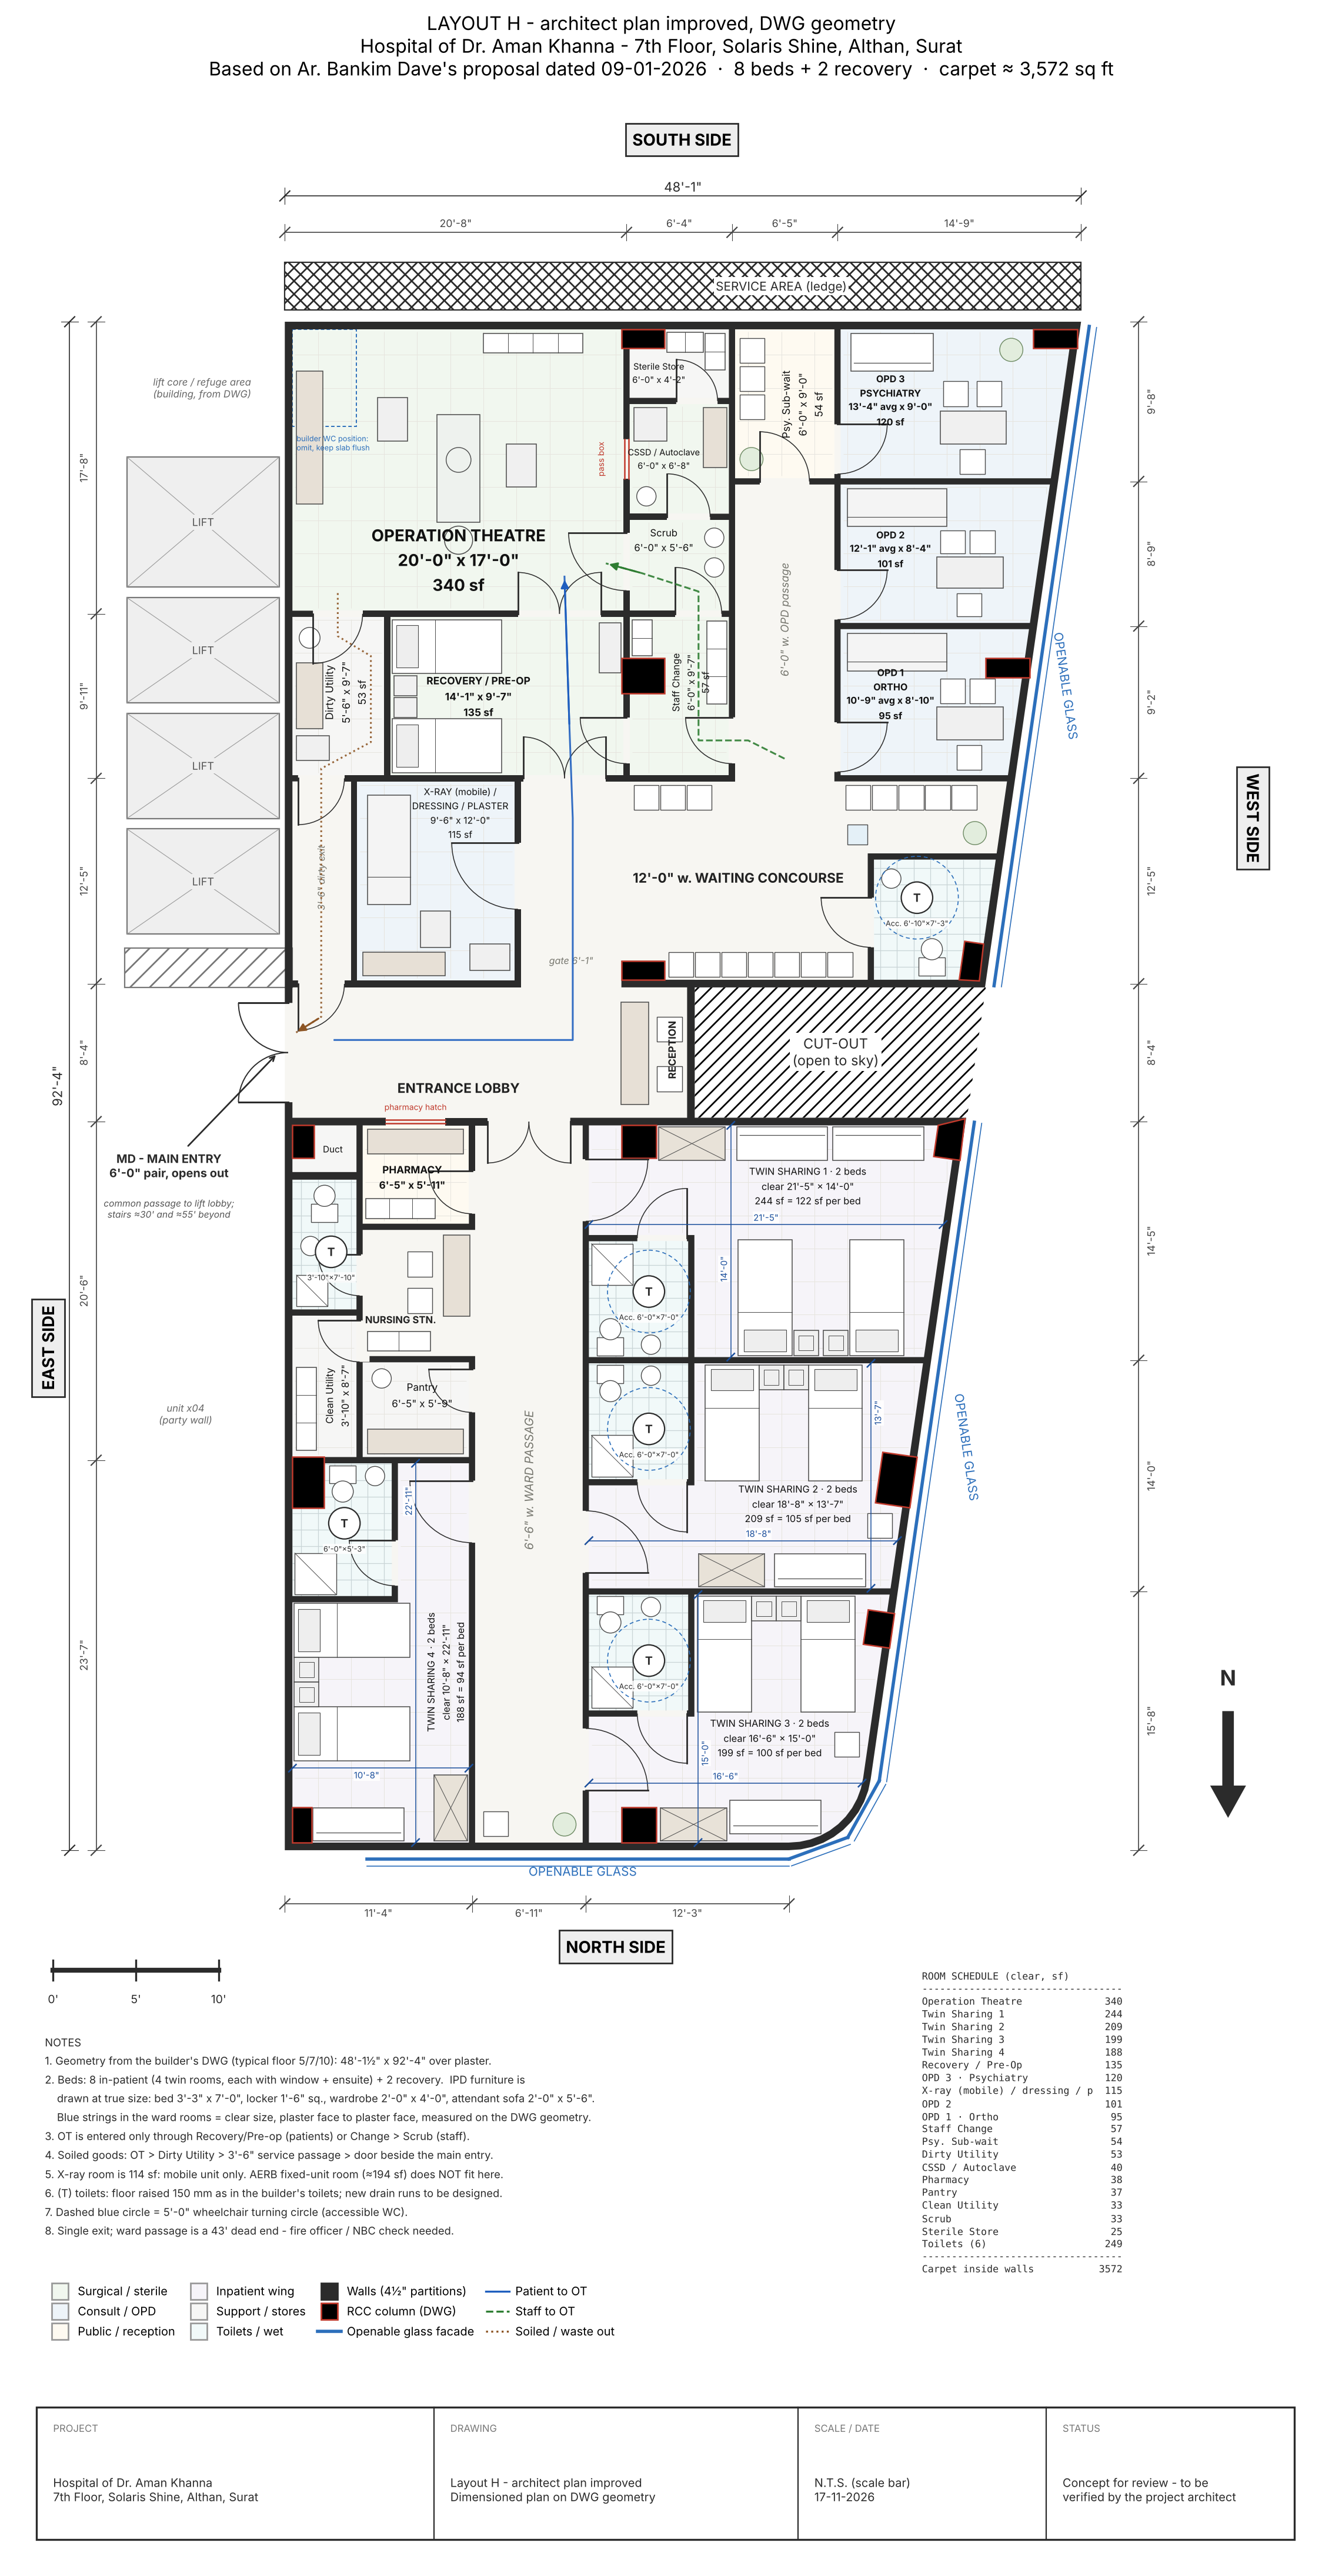 LAYOUT H - architect plan improved, DWG geometry
Hospital of Dr. Aman Khanna - 7th Floor, Solaris Shine, Althan, Surat
Based on Ar. Bankim Dave's proposal dated 09-01-2026 · 8 beds + 2 recovery · carpet ≈ 3,572 sq ft
SOUTH SIDE
48'-1"
20'-8"
6'-4"
6'-5"
14'-9"
SERVICE AREA (ledge)
lift core / refuge area
(building, from DWG)
builder WC position:
omit, keep slab flush
pass box
Sterile Store
6'-0" x 4'-2"
CSSD / Autoclave
6'-0" x 6'-8"
Psy. Sub-wait
6'-0" x 9'-0"
54 sf
OPD 3
PSYCHIATRY
13'-4" avg x 9'-0"
120 sf
9'-8"
17'-8"
LIFT
OPERATION THEATRE
20'-0" x 17'-0"
340 sf
Scrub
6'-0" x 5'-6"
6'-0" w. OPD passage
OPD 2
12'-1" avg x 8'-4"
101 sf
8'-9"
LIFT
Dirty Utility
5'-6" x 9'-7"
53 sf
RECOVERY / PRE-OP
14'-1" x 9'-7"
135 sf
Staff Change
6'-0" x 9'-7"
57 sf
OPD 1
ORTHO
10'-9" avg x 8'-10"
95 sf
OPENABLE GLASS
9'-11"
9'-2"
LIFT
X-RAY (mobile) /
DRESSING / PLASTER
9'-6" x 12'-0"
115 sf
WEST SIDE
LIFT
3'-6" dirty exit
12'-0" w. WAITING CONCOURSE
T
Acc. 6'-10"×7'-3"
12'-5"
12'-5"
gate 6'-1"
92'-4"
8'-4"
RECEPTION
CUT-OUT
(open to sky)
8'-4"
ENTRANCE LOBBY
pharmacy hatch
MD - MAIN ENTRY
6'-0" pair, opens out
common passage to lift lobby;
stairs ≈30' and ≈55' beyond
Duct
PHARMACY
6'-5" x 5'-11"
TWIN SHARING 1 · 2 beds
clear 21'-5" × 14'-0"
244 sf = 122 sf per bed
21'-5"
14'-0"
14'-5"
T
3'-10"×7'-10"
T
Acc. 6'-0"×7'-0"
NURSING STN.
EAST SIDE
20'-6"
unit x04
(party wall)
Clean Utility
3'-10" x 8'-7"
Pantry
6'-5" x 5'-9"
T
Acc. 6'-0"×7'-0"
13'-7"
OPENABLE GLASS
6'-6" w. WARD PASSAGE
TWIN SHARING 2 · 2 beds
clear 18'-8" × 13'-7"
209 sf = 105 sf per bed
18'-8"
14'-0"
22'-11"
T
6'-0"×5'-3"
23'-7"
TWIN SHARING 4 · 2 beds
clear 10'-8" × 22'-11"
188 sf = 94 sf per bed
T
Acc. 6'-0"×7'-0"
TWIN SHARING 3 · 2 beds
clear 16'-6" × 15'-0"
199 sf = 100 sf per bed
15'-0"
16'-6"
15'-8"
10'-8"
N
OPENABLE GLASS
11'-4"
6'-11"
12'-3"
NORTH SIDE
0'
5'
10'
NOTES
1. Geometry from the builder's DWG (typical floor 5/7/10): 48'-1½" x 92'-4" over plaster.
2. Beds: 8 in-patient (4 twin rooms, each with window + ensuite) + 2 recovery. IPD furniture is
drawn at true size: bed 3'-3" x 7'-0", locker 1'-6" sq., wardrobe 2'-0" x 4'-0", attendant sofa 2'-0" x 5'-6".
Blue strings in the ward rooms = clear size, plaster face to plaster face, measured on the DWG geometry.
3. OT is entered only through Recovery/Pre-op (patients) or Change > Scrub (staff).
4. Soiled goods: OT > Dirty Utility > 3'-6" service passage > door beside the main entry.
5. X-ray room is 114 sf: mobile unit only. AERB fixed-unit room (≈194 sf) does NOT fit here.
6. (T) toilets: floor raised 150 mm as in the builder's toilets; new drain runs to be designed.
7. Dashed blue circle = 5'-0" wheelchair turning circle (accessible WC).
8. Single exit; ward passage is a 43' dead end - fire officer / NBC check needed.
ROOM SCHEDULE (clear, sf)
----------------------------------
Operation Theatre 340
Twin Sharing 1 244
Twin Sharing 2 209
Twin Sharing 3 199
Twin Sharing 4 188
Recovery / Pre-Op 135
OPD 3 · Psychiatry 120
X-ray (mobile) / dressing / p 115
OPD 2 101
OPD 1 · Ortho 95
Staff Change 57
Psy. Sub-wait 54
Dirty Utility 53
CSSD / Autoclave 40
Pharmacy 38
Pantry 37
Clean Utility 33
Scrub 33
Sterile Store 25
Toilets (6) 249
----------------------------------
Carpet inside walls 3572
Surgical / sterile
Inpatient wing
Walls (4½" partitions)
Patient to OT
Consult / OPD
Support / stores
RCC column (DWG)
Staff to OT
Public / reception
Toilets / wet
Openable glass facade
Soiled / waste out
PROJECT
Hospital of Dr. Aman Khanna
7th Floor, Solaris Shine, Althan, Surat
DRAWING
Layout H - architect plan improved
Dimensioned plan on DWG geometry
SCALE / DATE
N.T.S. (scale bar)
17-11-2026
STATUS
Concept for review - to be
verified by the project architect